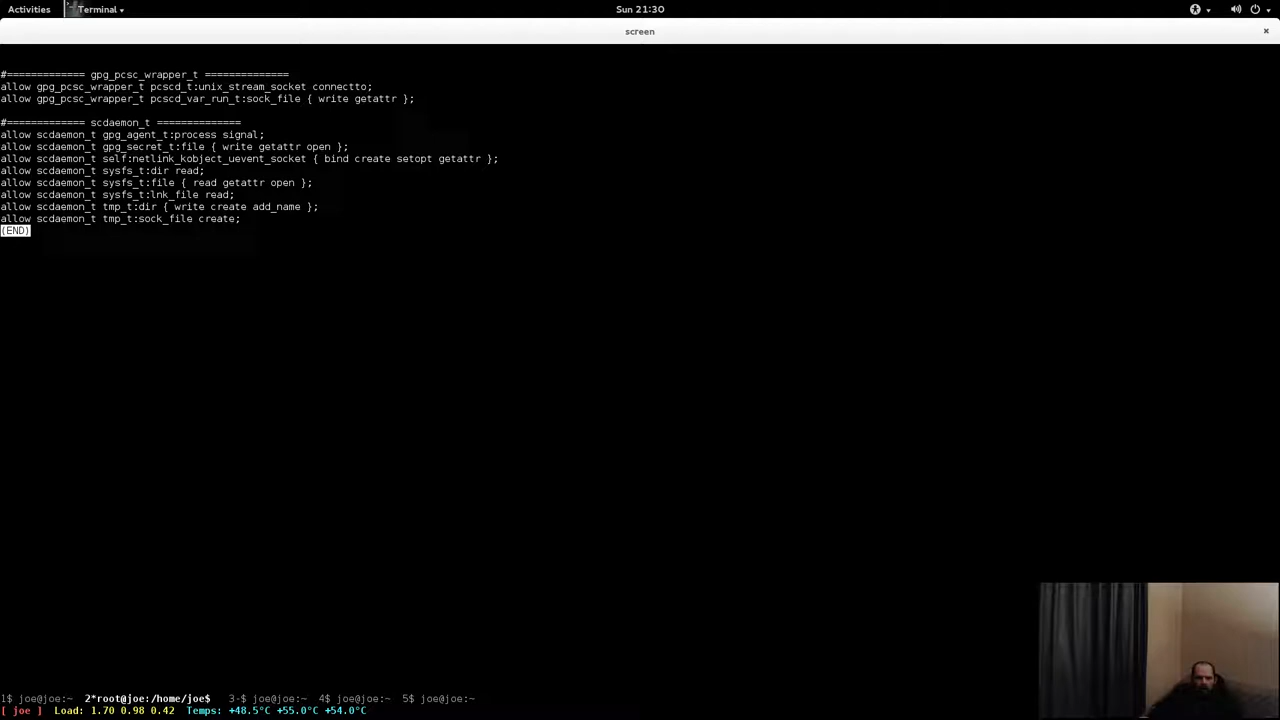 Activities Terminal Sun 21:30
screen
#============= gpg_pcsc_wrapper_t ==============
allow gpg_pcsc_wrapper_t pcscd_t:unix_stream_socket connectto;
allow gpg_pcsc_wrapper_t pcscd_var_run_t:sock_file { write getattr };
#============= scdaemon_t ==============
allow scdaemon_t gpg_agent_t:process signal;
allow scdaemon_t gpg_secret_t:file { write getattr open };
allow scdaemon_t self:netlink_kobject_uevent_socket { bind create setopt getattr };
allow scdaemon_t sysfs_t:dir read;
allow scdaemon_t sysfs_t:file { read getattr open };
allow scdaemon_t sysfs_t:lnk_file read;
allow scdaemon_t tmp_t:dir { write create add_name };
allow scdaemon_t tmp_t:sock_file create;
(END)
1$ joe@joe:~ 2*root@joe:/home/joe$ 3-$ joe@joe:~ 4$ joe@joe:~ 5$ joe@joe:~
[ joe ] Load: 1.70 0.98 0.42 Temps: +48.5°C +55.0°C +54.0°C